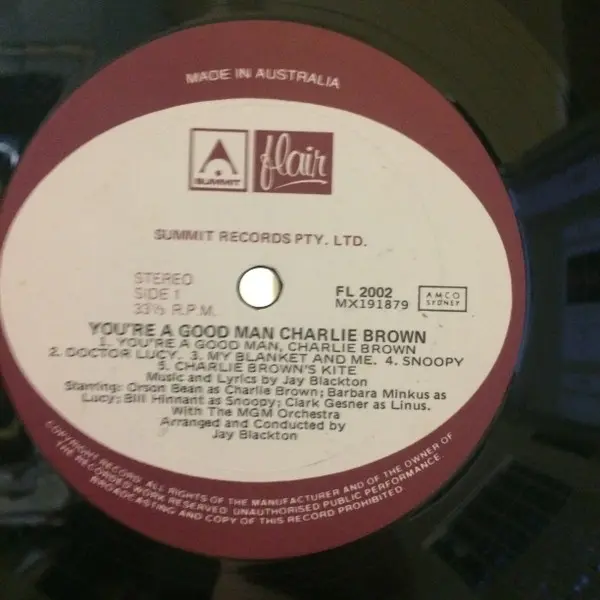 MADE IN AUSTRALIA
SUMMIT
flair
SUMMIT RECORDS PTY. LTD.
STEREO
SIDE 1
33⅓ R.P.M.
FL 2002
MX191879
AMCO
SYDNEY
YOU'RE A GOOD MAN CHARLIE BROWN
1. YOU'RE A GOOD MAN, CHARLIE BROWN
2. DOCTOR LUCY. 3. MY BLANKET AND ME. 4. SNOOPY
5. CHARLIE BROWN'S KITE
Music and Lyrics by Jay Blackton
Starring: Orson Bean as Charlie Brown; Barbara Minkus as
Lucy; Bill Hinnant as Snoopy; Clark Gesner as Linus.
With The MGM Orchestra
Arranged and Conducted by
Jay Blackton
COPYRIGHT RECORD. ALL RIGHTS OF THE MANUFACTURER AND OF THE OWNER OF
THE RECORDED WORK RESERVED. UNAUTHORISED PUBLIC PERFORMANCE,
BROADCASTING AND COPY OF THIS RECORD PROHIBITED.